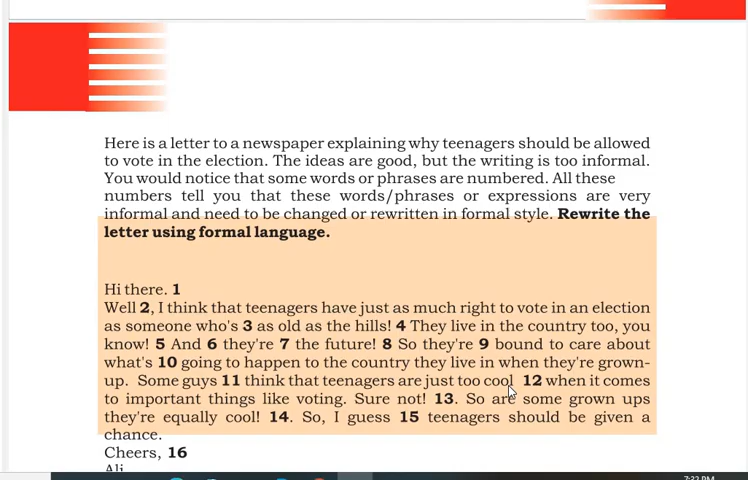 Here is a letter to a newspaper explaining why teenagers should be allowed
to vote in the election. The ideas are good, but the writing is too informal.
You would notice that some words or phrases are numbered. All these
numbers tell you that these words/phrases or expressions are very
informal and need to be changed or rewritten in formal style. Rewrite the
letter using formal language.
Hi there. 1
Well 2, I think that teenagers have just as much right to vote in an election
as someone who's 3 as old as the hills! 4 They live in the country too, you
know! 5 And 6 they're 7 the future! 8 So they're 9 bound to care about
what's 10 going to happen to the country they live in when they're grown-
up. Some guys 11 think that teenagers are just too cool 12 when it comes
to important things like voting. Sure not! 13. So are some grown ups
they're equally cool! 14. So, I guess 15 teenagers should be given a
chance.
Cheers, 16
Ali
7:22 PM